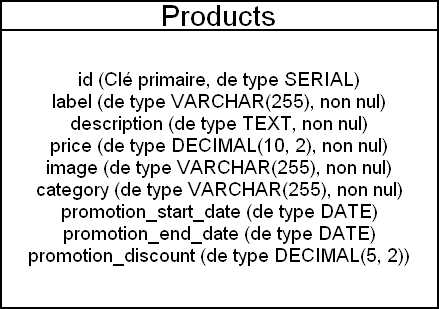 Products
id (Clé primaire, de type SERIAL)
label (de type VARCHAR(255), non nul)
description (de type TEXT, non nul)
price (de type DECIMAL(10, 2), non nul)
image (de type VARCHAR(255), non nul)
category (de type VARCHAR(255), non nul)
promotion_start_date (de type DATE)
promotion_end_date (de type DATE)
promotion_discount (de type DECIMAL(5, 2))